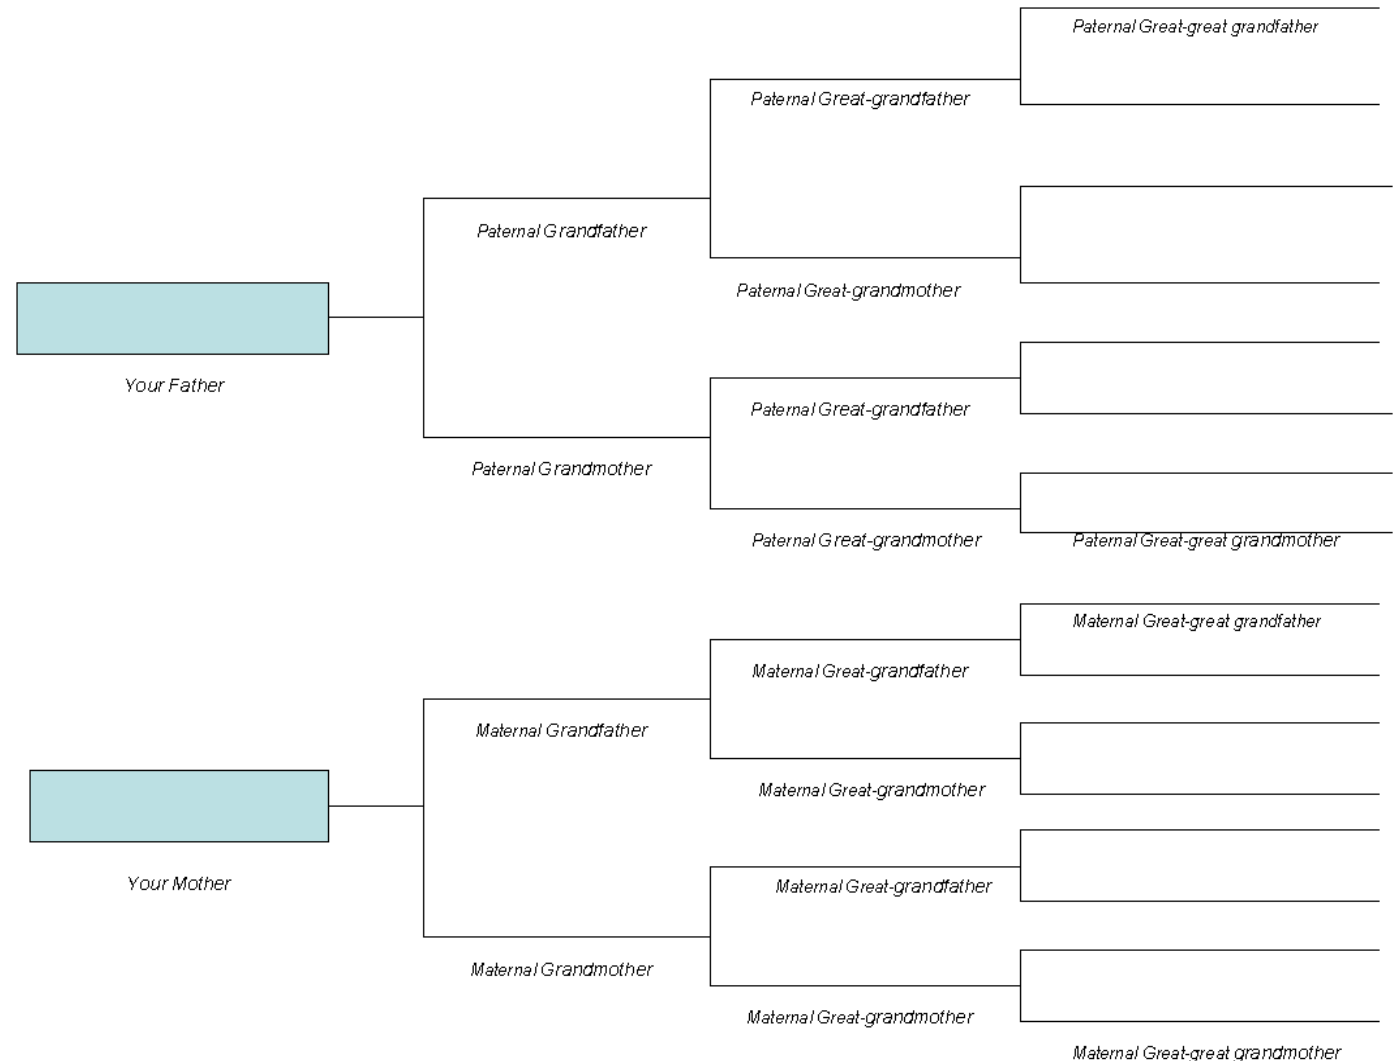 Paternal Great-great grandfather
Paternal Great-grandfather
Paternal Grandfather
Paternal Great-grandmother
Your Father
Paternal Great-grandfather
Paternal Grandmother
Paternal Great-grandmother
Paternal Great-great grandmother
Maternal Great-great grandfather
Maternal Great-grandfather
Maternal Grandfather
Maternal Great-grandmother
Your Mother
Maternal Great-grandfather
Maternal Grandmother
Maternal Great-grandmother
Maternal Great-great grandmother